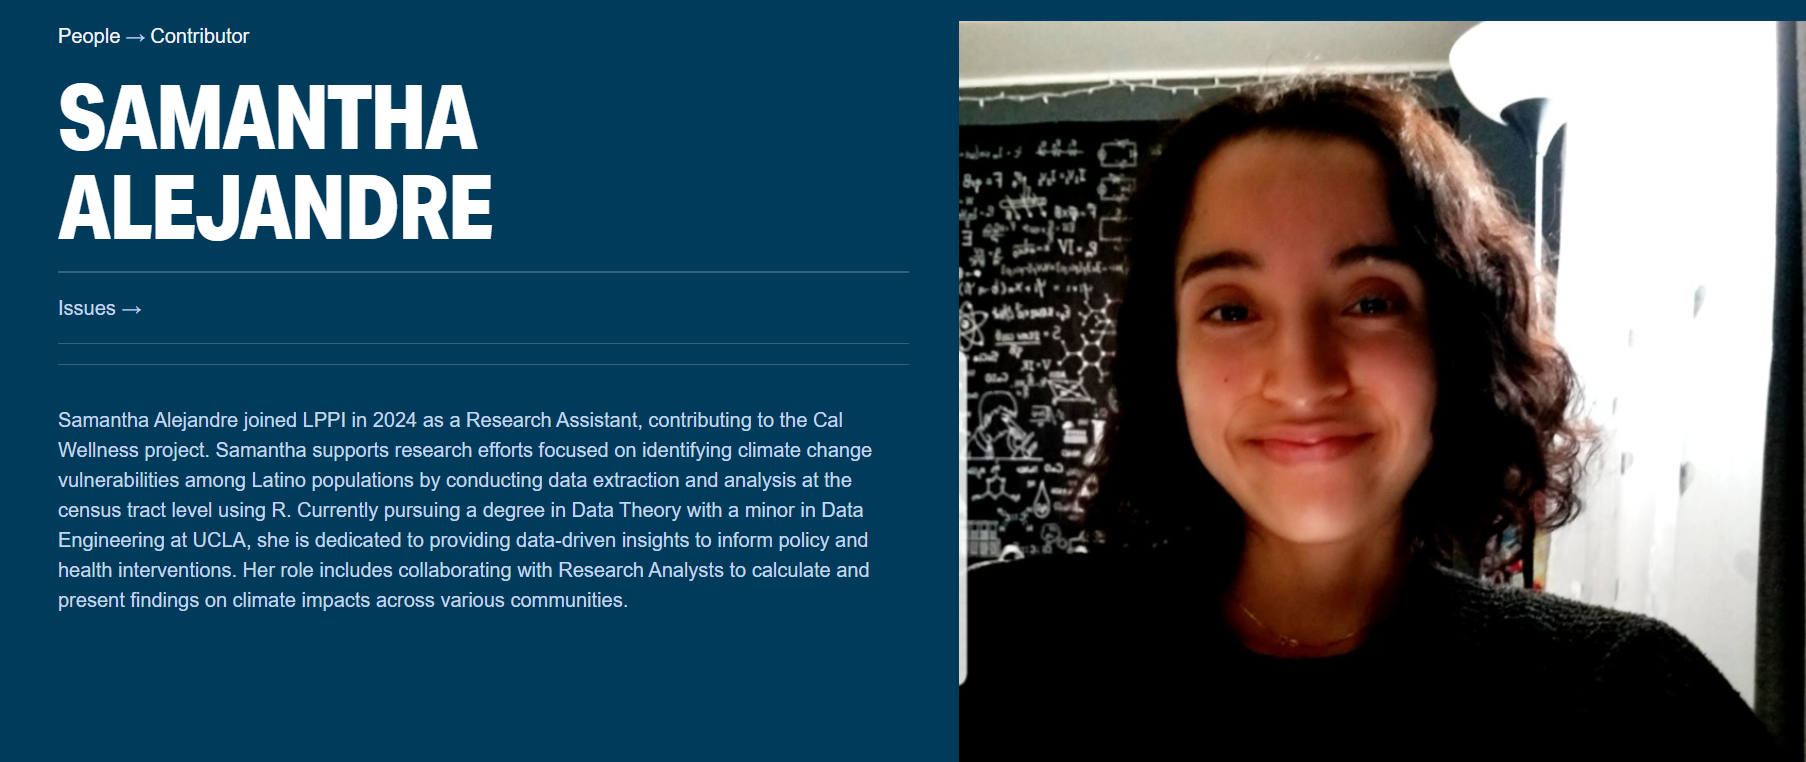 People → Contributor
SAMANTHA
ALEJANDRE
Issues →
Samantha Alejandre joined LPPI in 2024 as a Research Assistant, contributing to the Cal
Wellness project. Samantha supports research efforts focused on identifying climate change
vulnerabilities among Latino populations by conducting data extraction and analysis at the
census tract level using R. Currently pursuing a degree in Data Theory with a minor in Data
Engineering at UCLA, she is dedicated to providing data-driven insights to inform policy and
health interventions. Her role includes collaborating with Research Analysts to calculate and
present findings on climate impacts across various communities.